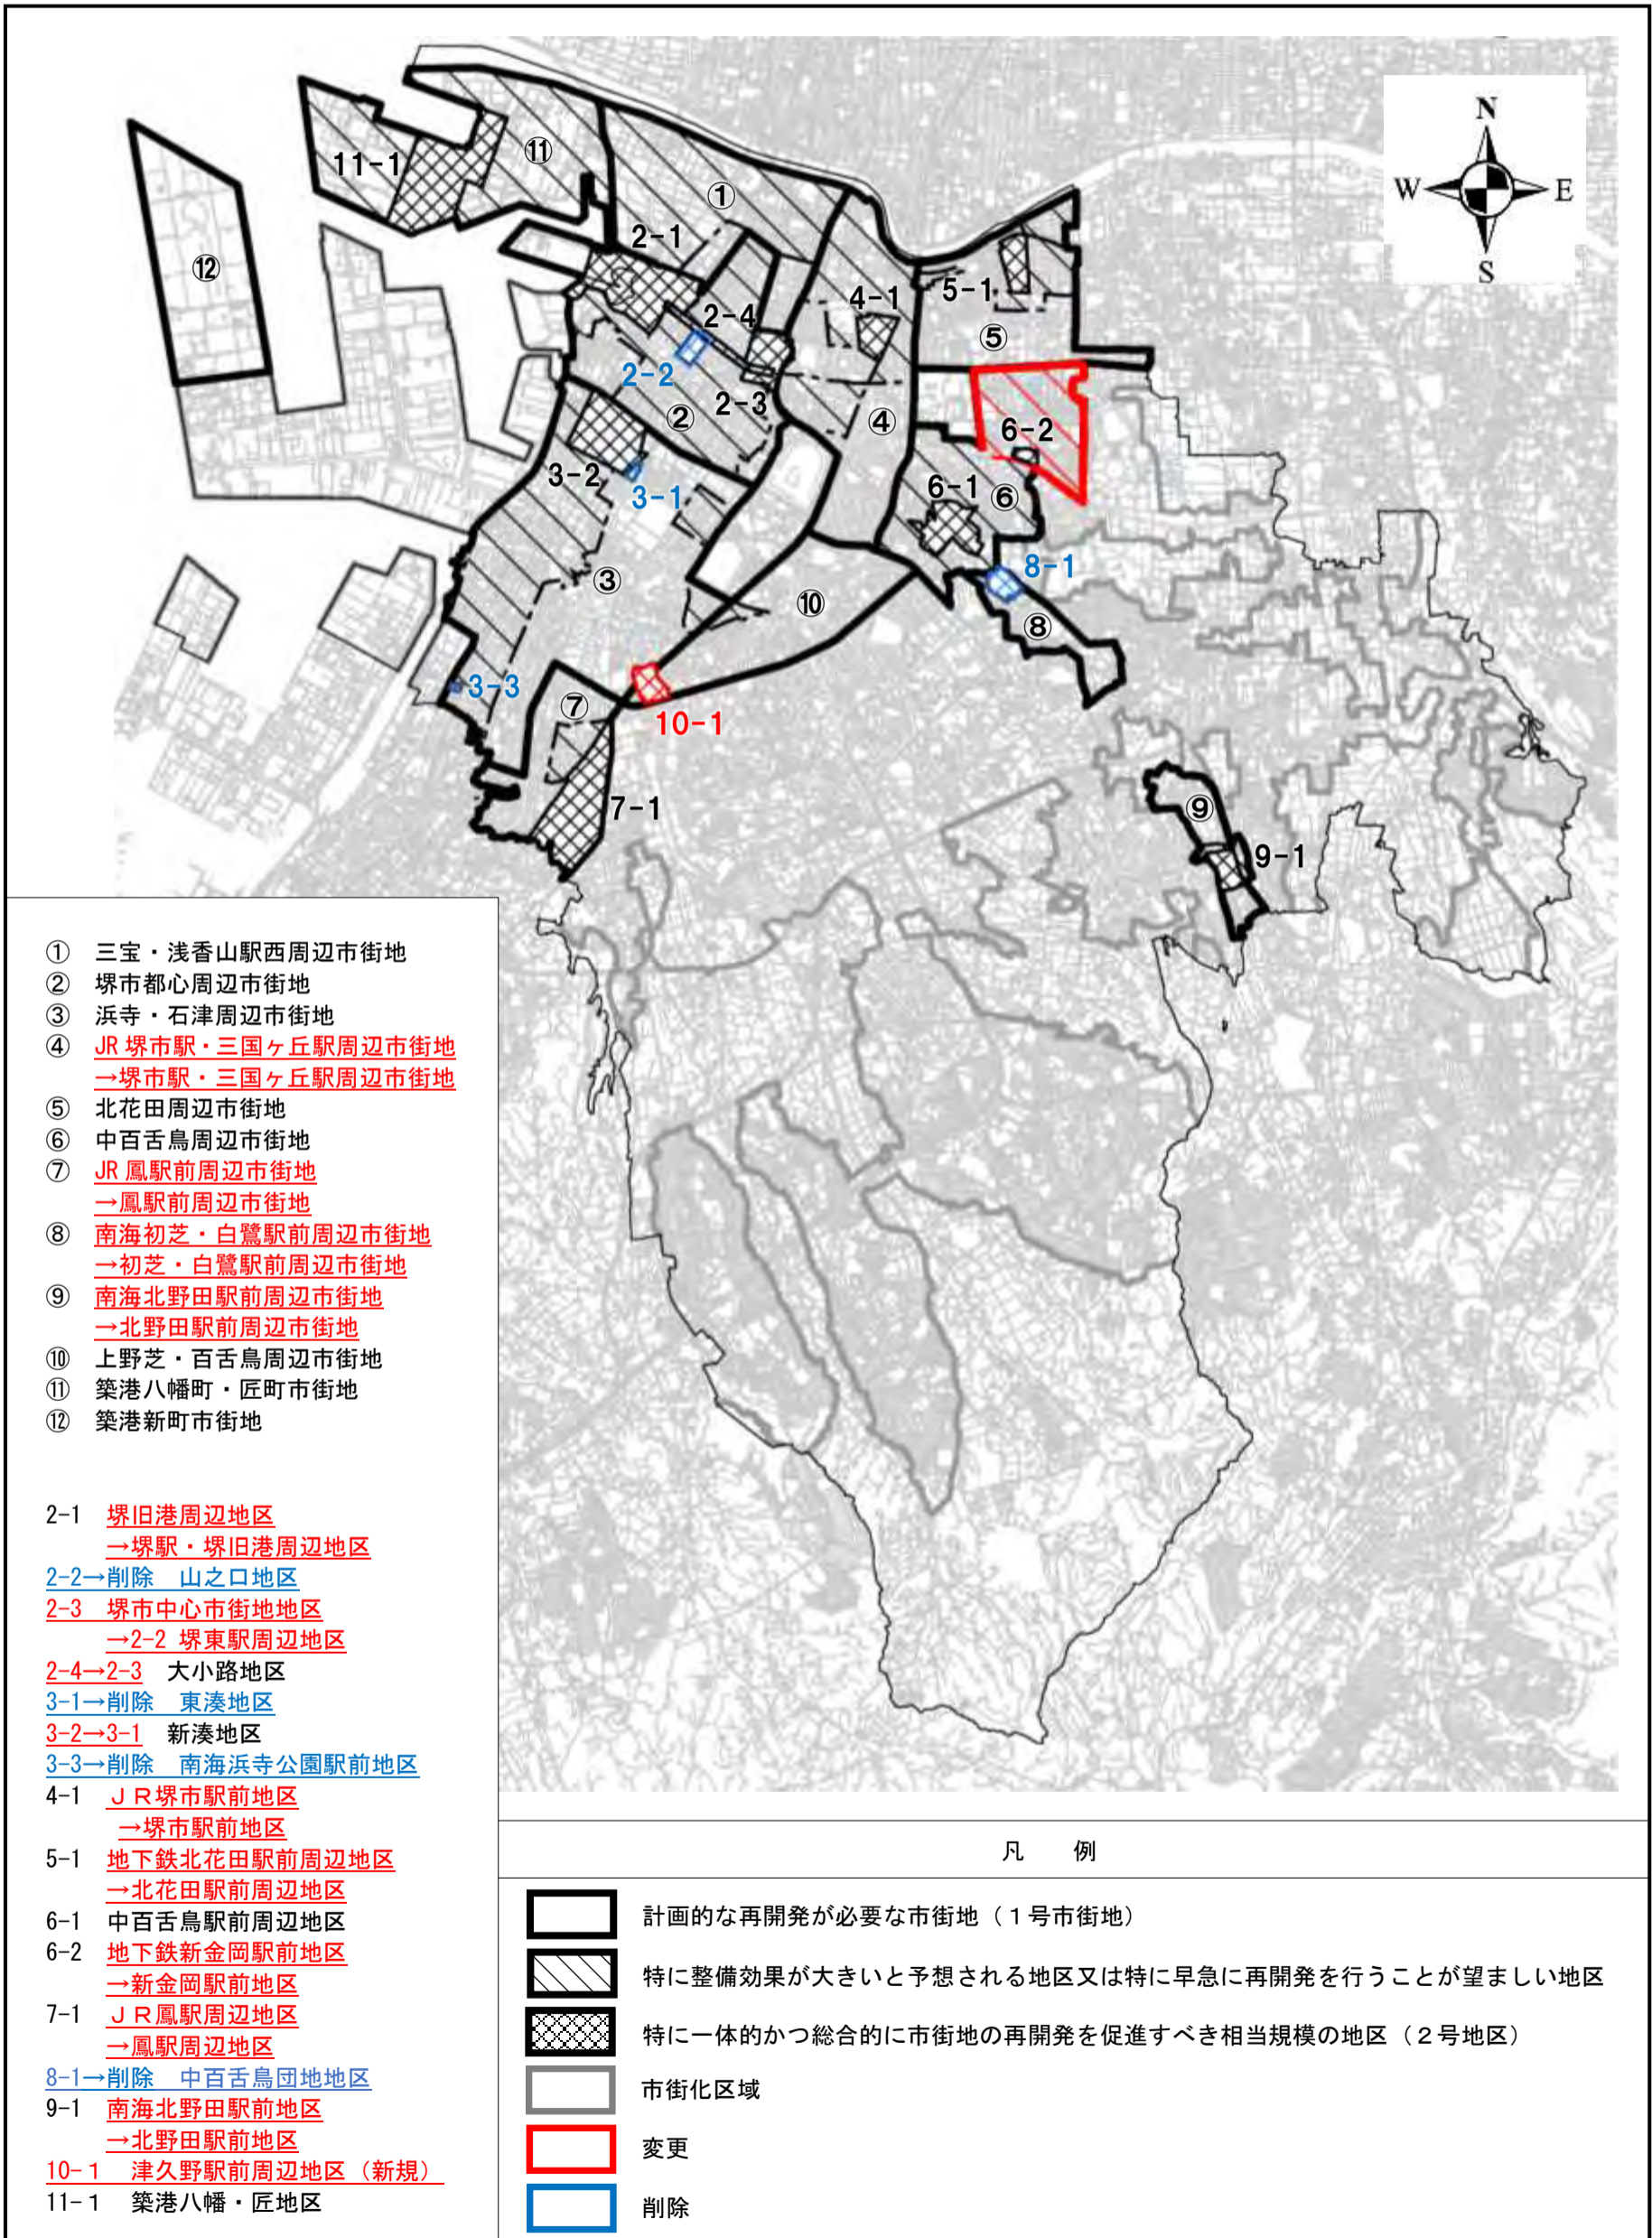 N
W
E
S
11-1
⑪
①
⑫
2-1
4-1
5-1
2-4
⑤
2-2
2-3
②
④
6-2
3-2
3-1
6-1
⑥
8-1
③
⑩
⑧
3-3
⑦
10-1
7-1
⑨
9-1
① 三宝・浅香山駅西周辺市街地
② 堺市都心周辺市街地
③ 浜寺・石津周辺市街地
④ JR 堺市駅・三国ヶ丘駅周辺市街地
→堺市駅・三国ヶ丘駅周辺市街地
⑤ 北花田周辺市街地
⑥ 中百舌鳥周辺市街地
⑦ JR 鳳駅前周辺市街地
→鳳駅前周辺市街地
⑧ 南海初芝・白鷺駅前周辺市街地
→初芝・白鷺駅前周辺市街地
⑨ 南海北野田駅前周辺市街地
→北野田駅前周辺市街地
⑩ 上野芝・百舌鳥周辺市街地
⑪ 築港八幡町・匠町市街地
⑫ 築港新町市街地
2-1 堺旧港周辺地区
→堺駅・堺旧港周辺地区
2-2→削除 山之口地区
2-3 堺市中心市街地地区
→2-2 堺東駅周辺地区
2-4→2-3 大小路地区
3-1→削除 東湊地区
3-2→3-1 新湊地区
3-3→削除 南海浜寺公園駅前地区
4-1 ＪＲ堺市駅前地区
→堺市駅前地区
5-1 地下鉄北花田駅前周辺地区
→北花田駅前周辺地区
6-1 中百舌鳥駅前周辺地区
6-2 地下鉄新金岡駅前地区
→新金岡駅前地区
7-1 ＪＲ鳳駅周辺地区
→鳳駅周辺地区
8-1→削除 中百舌鳥団地地区
9-1 南海北野田駅前地区
→北野田駅前地区
10-１ 津久野駅前周辺地区（新規）
11-１ 築港八幡・匠地区
凡 例
計画的な再開発が必要な市街地（１号市街地）
特に整備効果が大きいと予想される地区又は特に早急に再開発を行うことが望ましい地区
特に一体的かつ総合的に市街地の再開発を促進すべき相当規模の地区（２号地区）
市街化区域
変更
削除